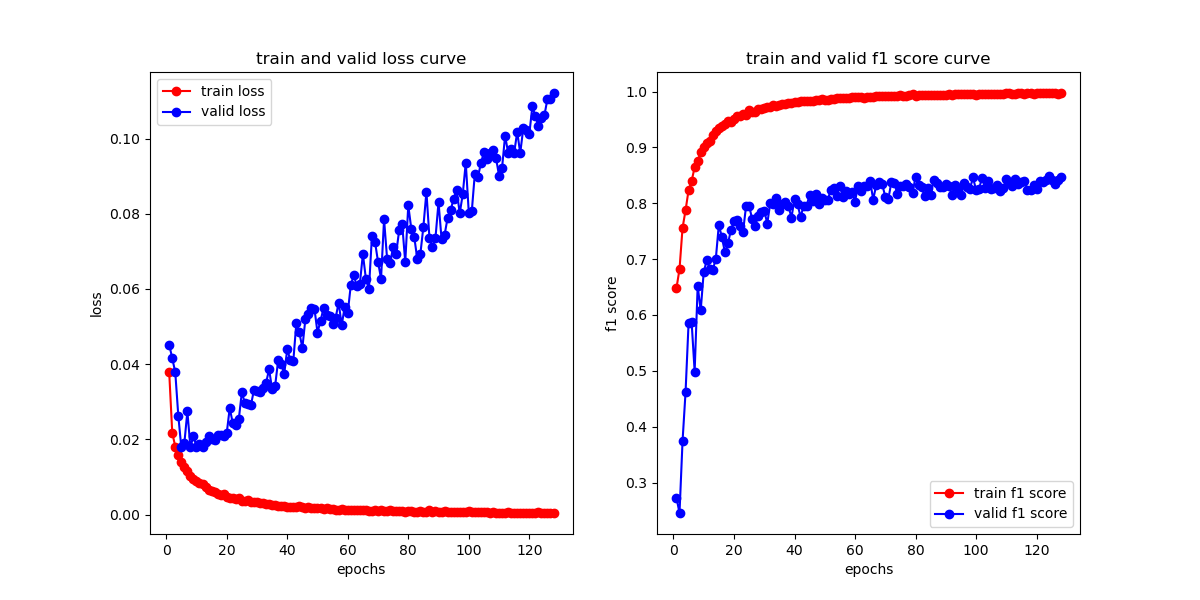 train and valid loss curve
train loss
valid loss
0.10
0.08
0.06
0.04
0.02
0.00
loss
0 20 40 60 80 100 120
epochs
train and valid f1 score curve
1.0
0.9
0.8
0.7
0.6
0.5
0.4
0.3
f1 score
train f1 score
valid f1 score
0 20 40 60 80 100 120
epochs